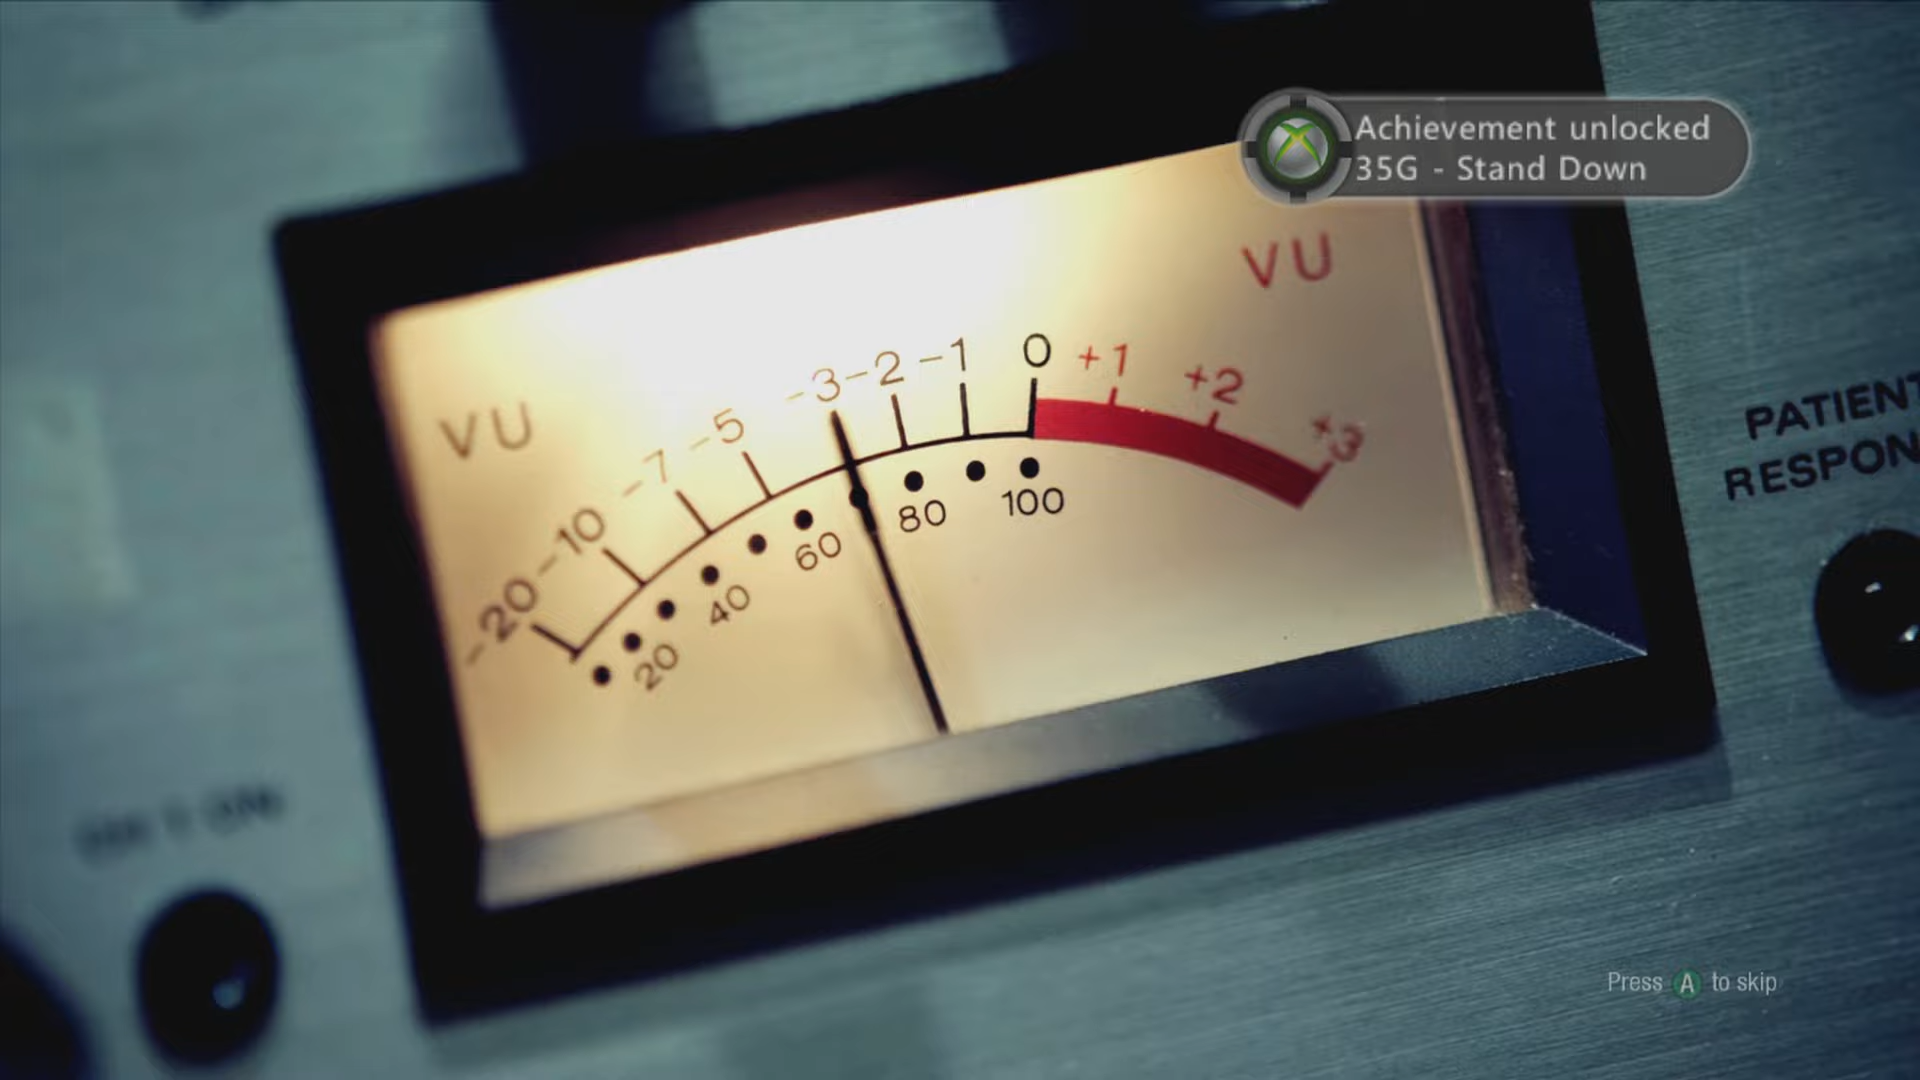 Achievement unlocked
35G - Stand Down
VU
VU
-20 -10 -7 -5 -3 -2 -1 0 +1 +2 +3
20 40 60 80 100
PATIENT
RESPON
Press A to skip